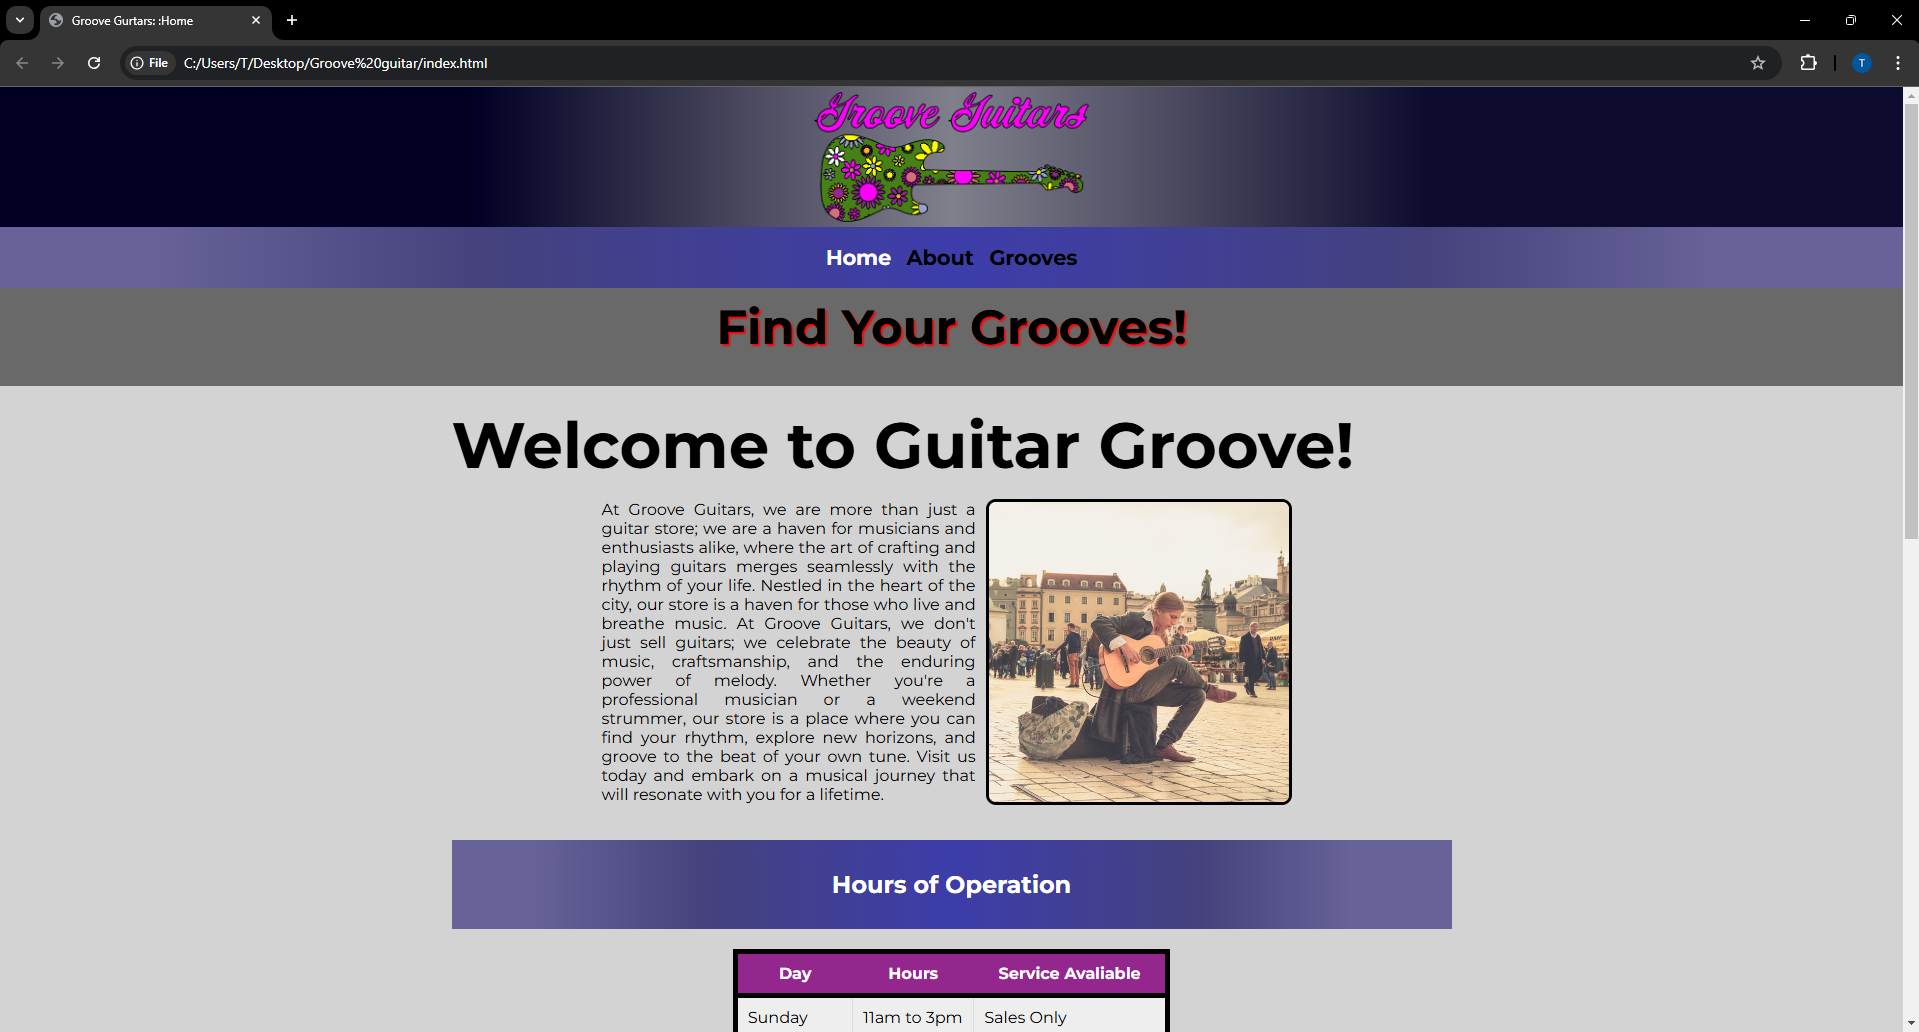 Groove Gurtars: :Home
File
C:/Users/T/Desktop/Groove%20guitar/index.html
T
Groove Guitars
Home About Grooves
Find Your Grooves!
Welcome to Guitar Groove!
At Groove Guitars, we are more than just a
guitar store; we are a haven for musicians and
enthusiasts alike, where the art of crafting and
playing guitars merges seamlessly with the
rhythm of your life. Nestled in the heart of the
city, our store is a haven for those who live and
breathe music. At Groove Guitars, we don't
just sell guitars; we celebrate the beauty of
music, craftsmanship, and the enduring
power of melody. Whether you're a
professional musician or a weekend
strummer, our store is a place where you can
find your rhythm, explore new horizons, and
groove to the beat of your own tune. Visit us
today and embark on a musical journey that
will resonate with you for a lifetime.
Hours of Operation
Day Hours Service Avaliable
Sunday 11am to 3pm Sales Only